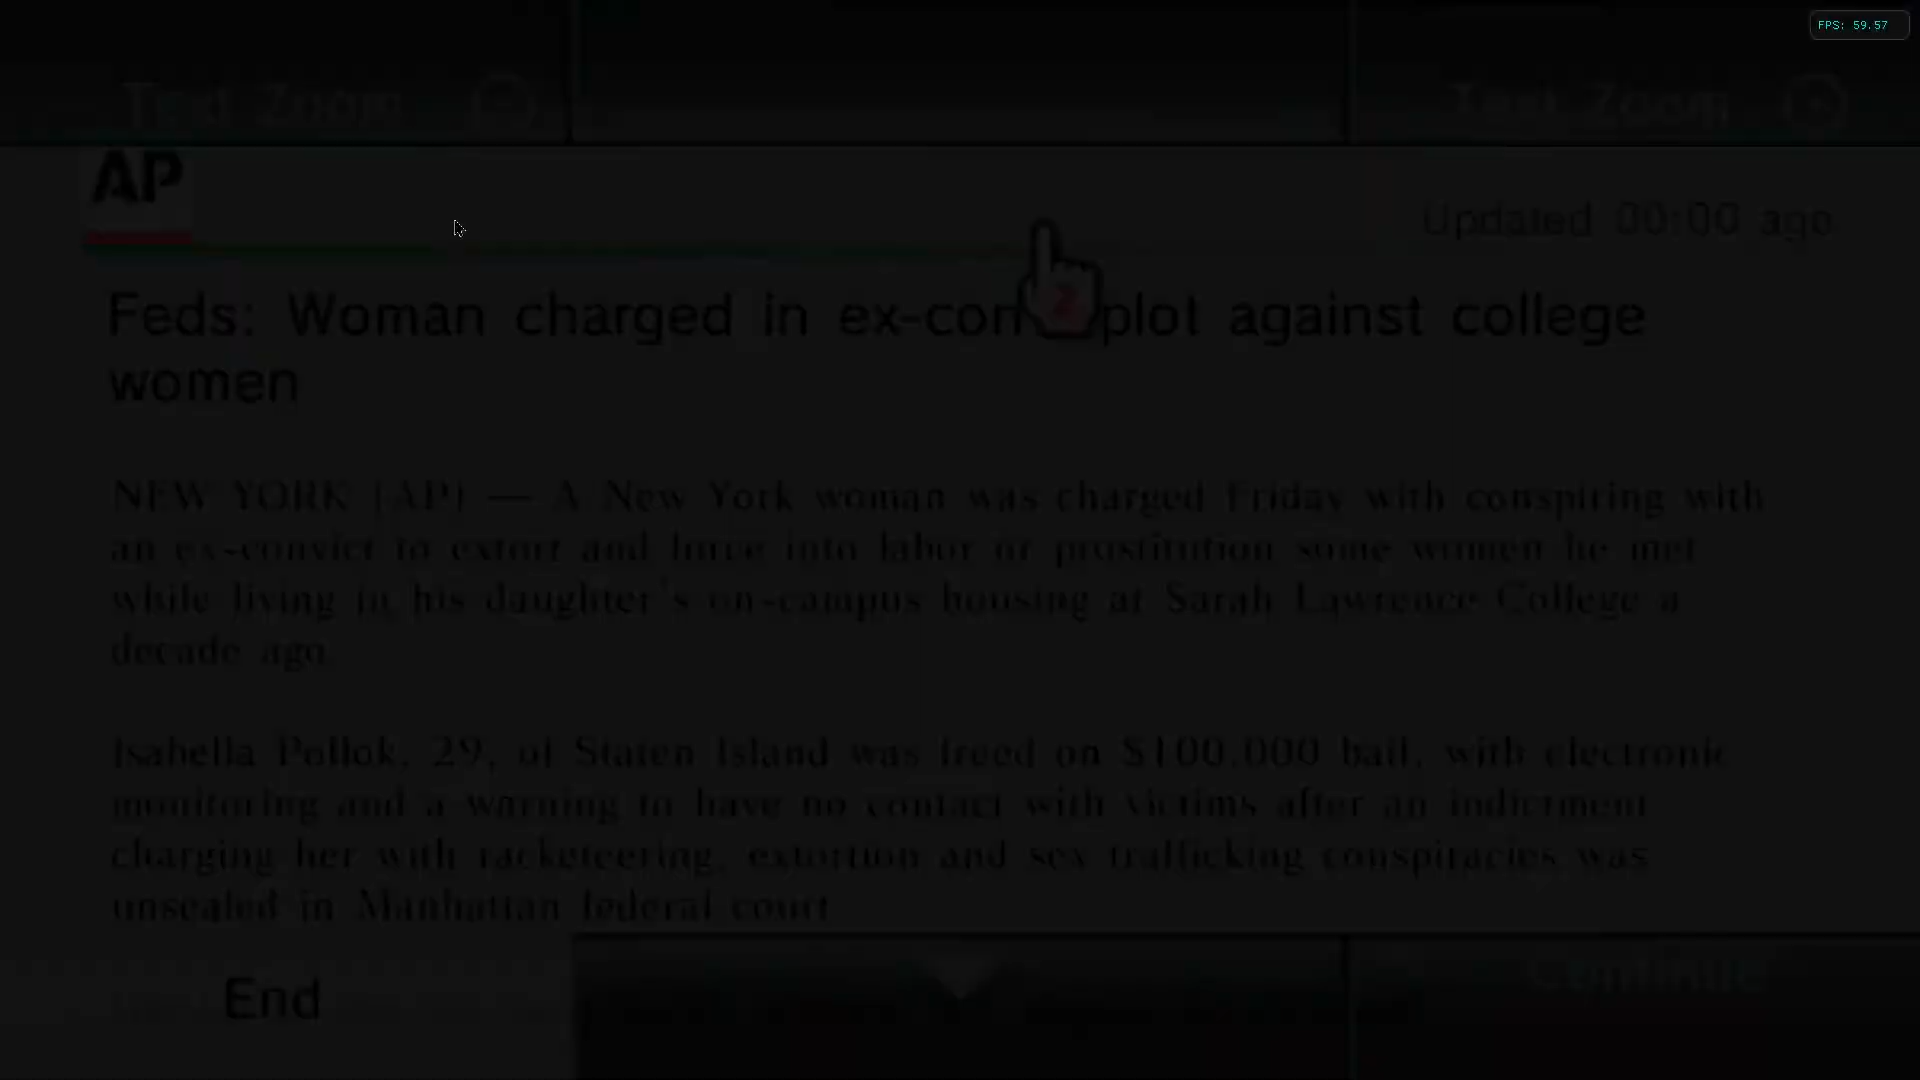 FPS: 59.57
Text Zoom
Text Zoom
AP
Updated 00:00 ago
2
Feds: Woman charged in ex-con plot against college
women
NEW YORK (AP) — A New York woman was charged Friday with conspiring with
an ex-convict to extort and force into labor or prostitution some women he met
while living in his daughter's on-campus housing at Sarah Lawrence College a
decade ago.
Isabella Pollok, 29, of Staten Island was freed on $100,000 bail, with electronic
monitoring and a warning to have no contact with victims after an indictment
charging her with racketeering, extortion and sex trafficking conspiracies was
unsealed in Manhattan federal court.
End
Continue